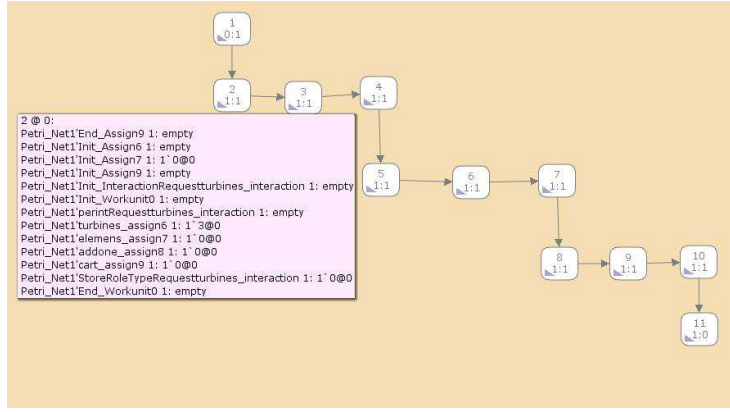 1
0:1
2
1:1
3
1:1
4
1:1
2 @ 0:
Petri_Net1'End_Assign9 1: empty
Petri_Net1'Init_Assign6 1: empty
Petri_Net1'Init_Assign7 1: 1`0@0
Petri_Net1'Init_Assign9 1: empty
Petri_Net1'Init_InteractionRequestturbines_interaction 1: empty
Petri_Net1'Init_Workunit0 1: empty
Petri_Net1'perintRequestturbines_interaction 1: empty
Petri_Net1'turbines_assign6 1: 1`3@0
Petri_Net1'elemens_assign7 1: 1`0@0
Petri_Net1'addone_assign8 1: 1`0@0
Petri_Net1'cart_assign9 1: 1`0@0
Petri_Net1'StoreRoleTypeRequestturbines_interaction 1: 1`0@0
Petri_Net1'End_Workunit0 1: empty
5
1:1
6
1:1
7
1:1
8
1:1
9
1:1
10
1:1
11
1:0